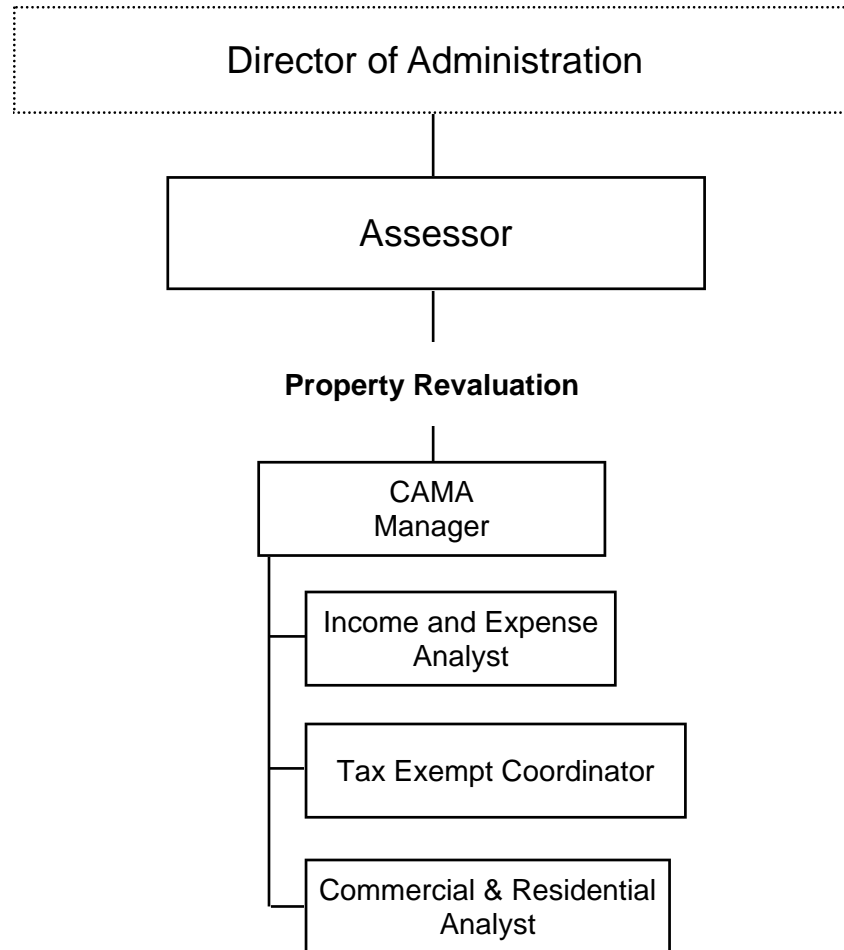 Director of Administration
Assessor
Property Revaluation
CAMA
Manager
Income and Expense
Analyst
Tax Exempt Coordinator
Commercial & Residential
Analyst